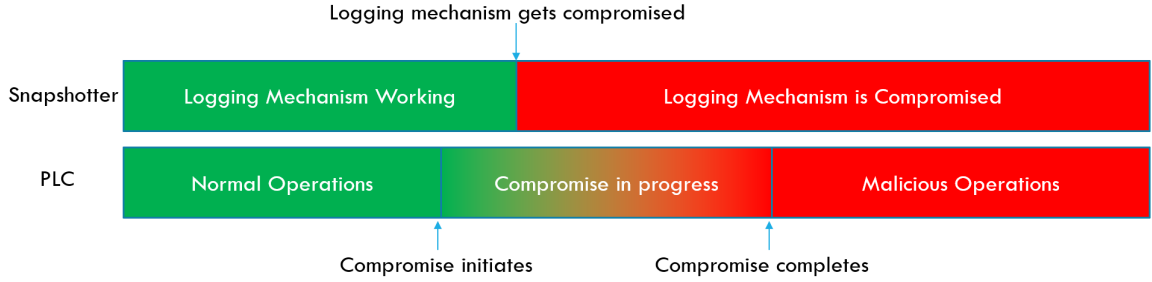 Logging mechanism gets compromised
Snapshotter
Logging Mechanism Working
Logging Mechanism is Compromised
PLC
Normal Operations
Compromise in progress
Malicious Operations
Compromise initiates
Compromise completes